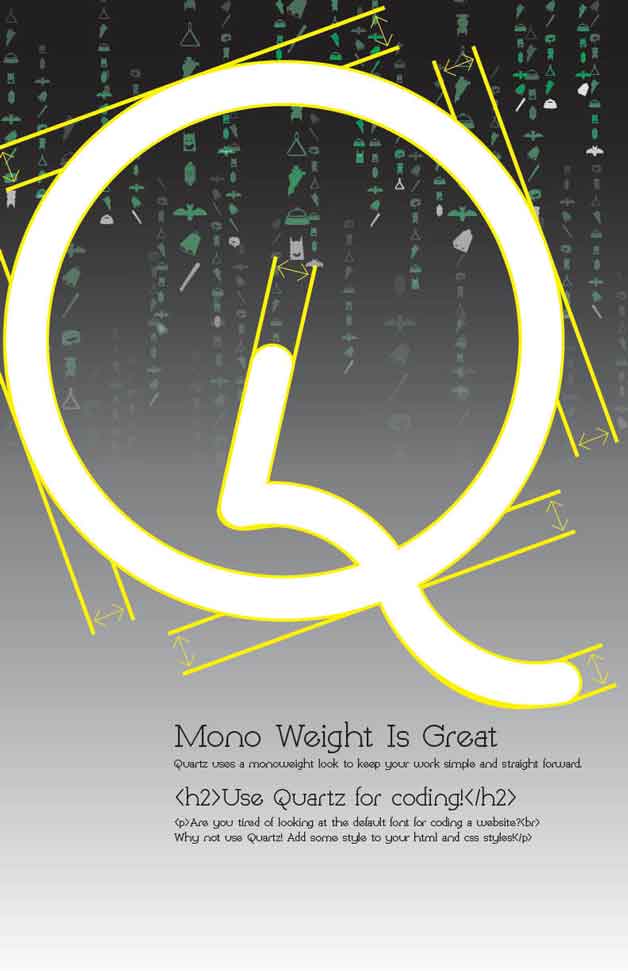 Q
Mono Weight Is Great
Quartz uses a monoweight look to keep your work simple and straight forward.
<h2>Use Quartz for coding!</h2>
<p>Are you tired of looking at the default font for coding a website?<br>
Why not use Quartz! Add some style to your html and css styles!</p>